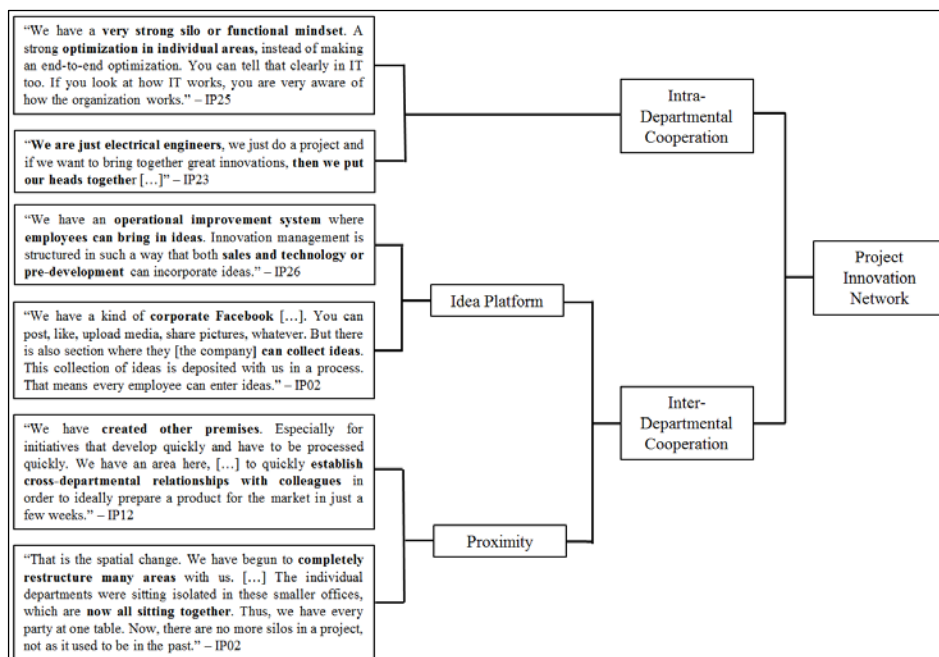 “We have a very strong silo or functional mindset. A
strong optimization in individual areas, instead of making
an end-to-end optimization. You can tell that clearly in IT
too. If you look at how IT works, you are very aware of
how the organization works.” – IP25
“We are just electrical engineers, we just do a project and
if we want to bring together great innovations, then we put
our heads together […]” – IP23
“We have an operational improvement system where
employees can bring in ideas. Innovation management is
structured in such a way that both sales and technology or
pre-development can incorporate ideas.” – IP26
“We have a kind of corporate Facebook […]. You can
post, like, upload media, share pictures, whatever. But there
is also section where they [the company] can collect ideas.
This collection of ideas is deposited with us in a process.
That means every employee can enter ideas.” – IP02
“We have created other premises. Especially for
initiatives that develop quickly and have to be processed
quickly. We have an area here, […] to quickly establish
cross-departmental relationships with colleagues in
order to ideally prepare a product for the market in just a
few weeks.” – IP12
“That is the spatial change. We have begun to completely
restructure many areas with us. […] The individual
departments were sitting isolated in these smaller offices,
which are now all sitting together. Thus, we have every
party at one table. Now, there are no more silos in a project,
not as it used to be in the past.” – IP02
Idea Platform
Proximity
Intra-
Departmental
Cooperation
Inter-
Departmental
Cooperation
Project
Innovation
Network